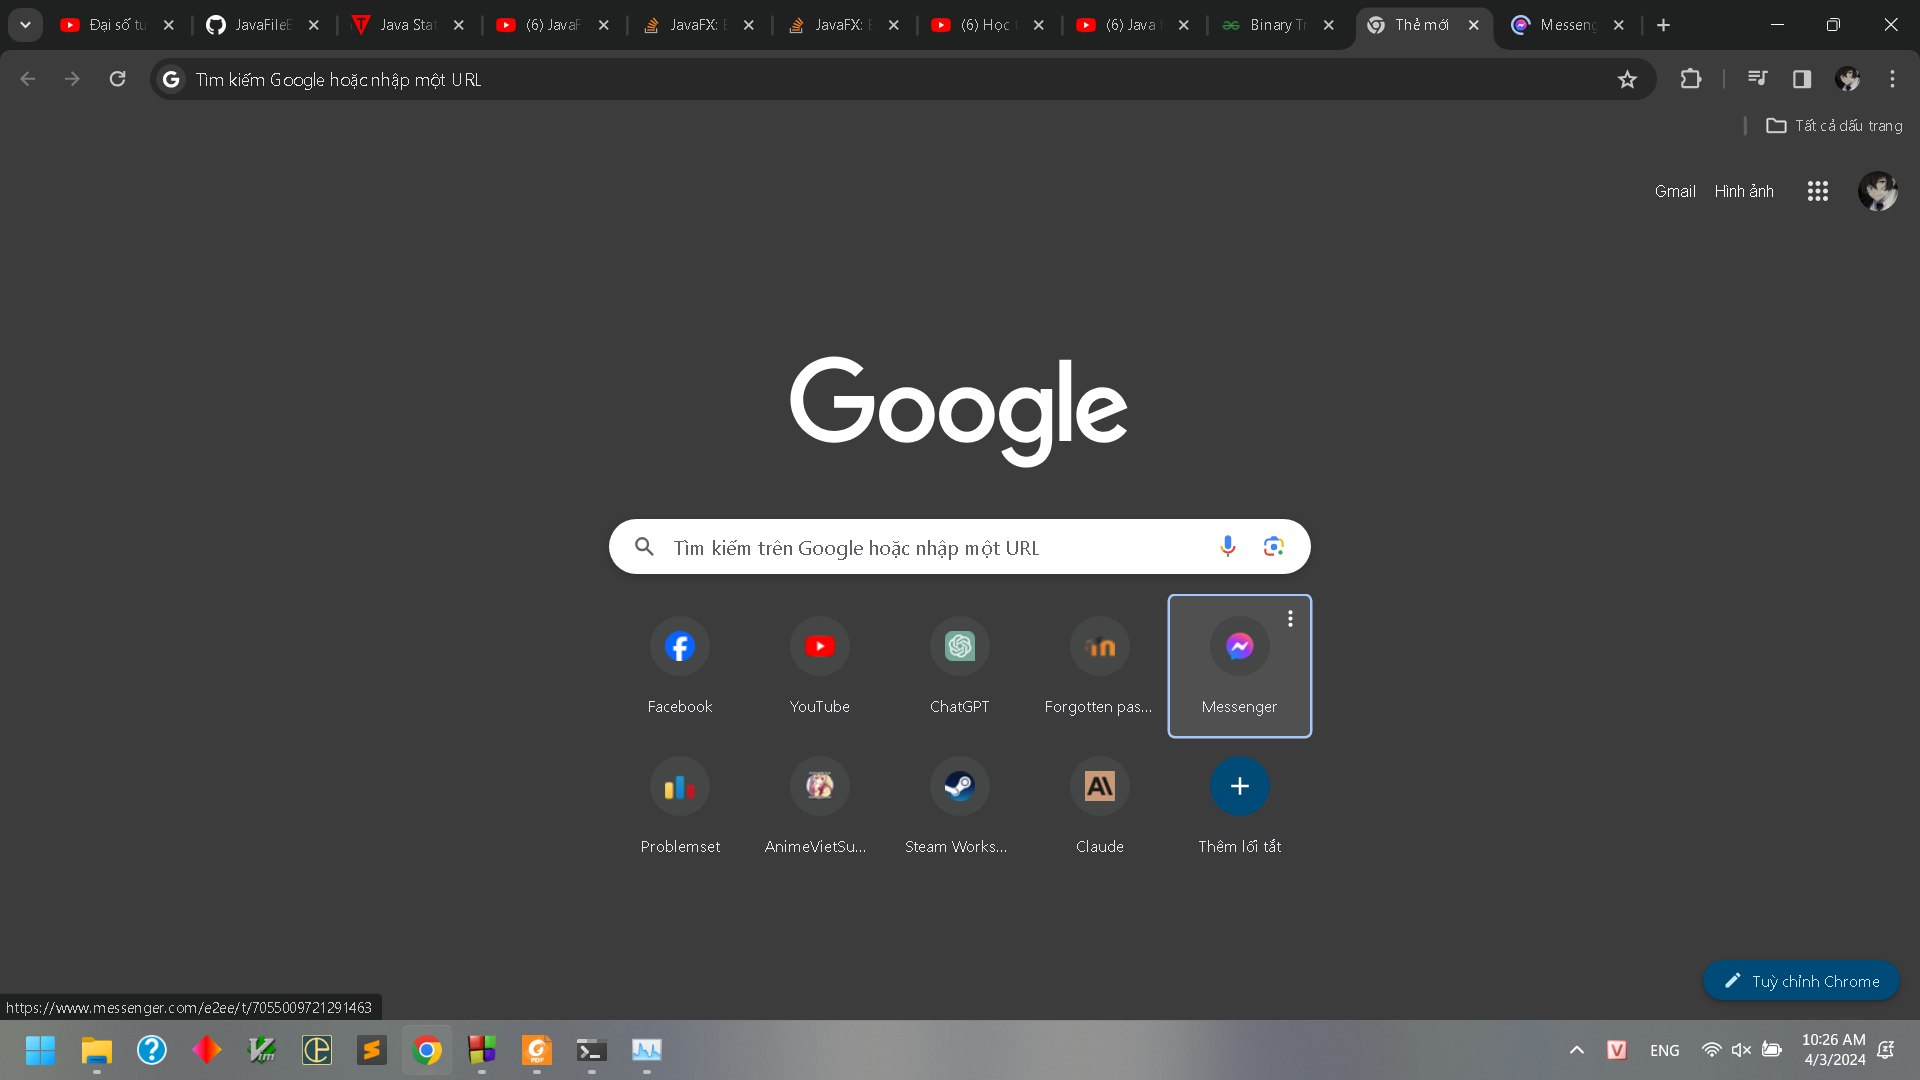 Đại số tu
JavaFileE
Java Stat
(6) JavaF
JavaFX: E
JavaFX: E
(6) Học t
(6) Java t
Binary Tr
Thẻ mới
Messeng
Tìm kiếm Google hoặc nhập một URL
Tất cả dấu trang
Gmail
Hình ảnh
Google
Tìm kiếm trên Google hoặc nhập một URL
Facebook
YouTube
ChatGPT
Forgotten pas...
Messenger
Problemset
AnimeVietSu...
Steam Works...
Claude
Thêm lối tắt
Tuỳ chỉnh Chrome
https://www.messenger.com/e2ee/t/7055009721291463
ENG
10:26 AM
4/3/2024